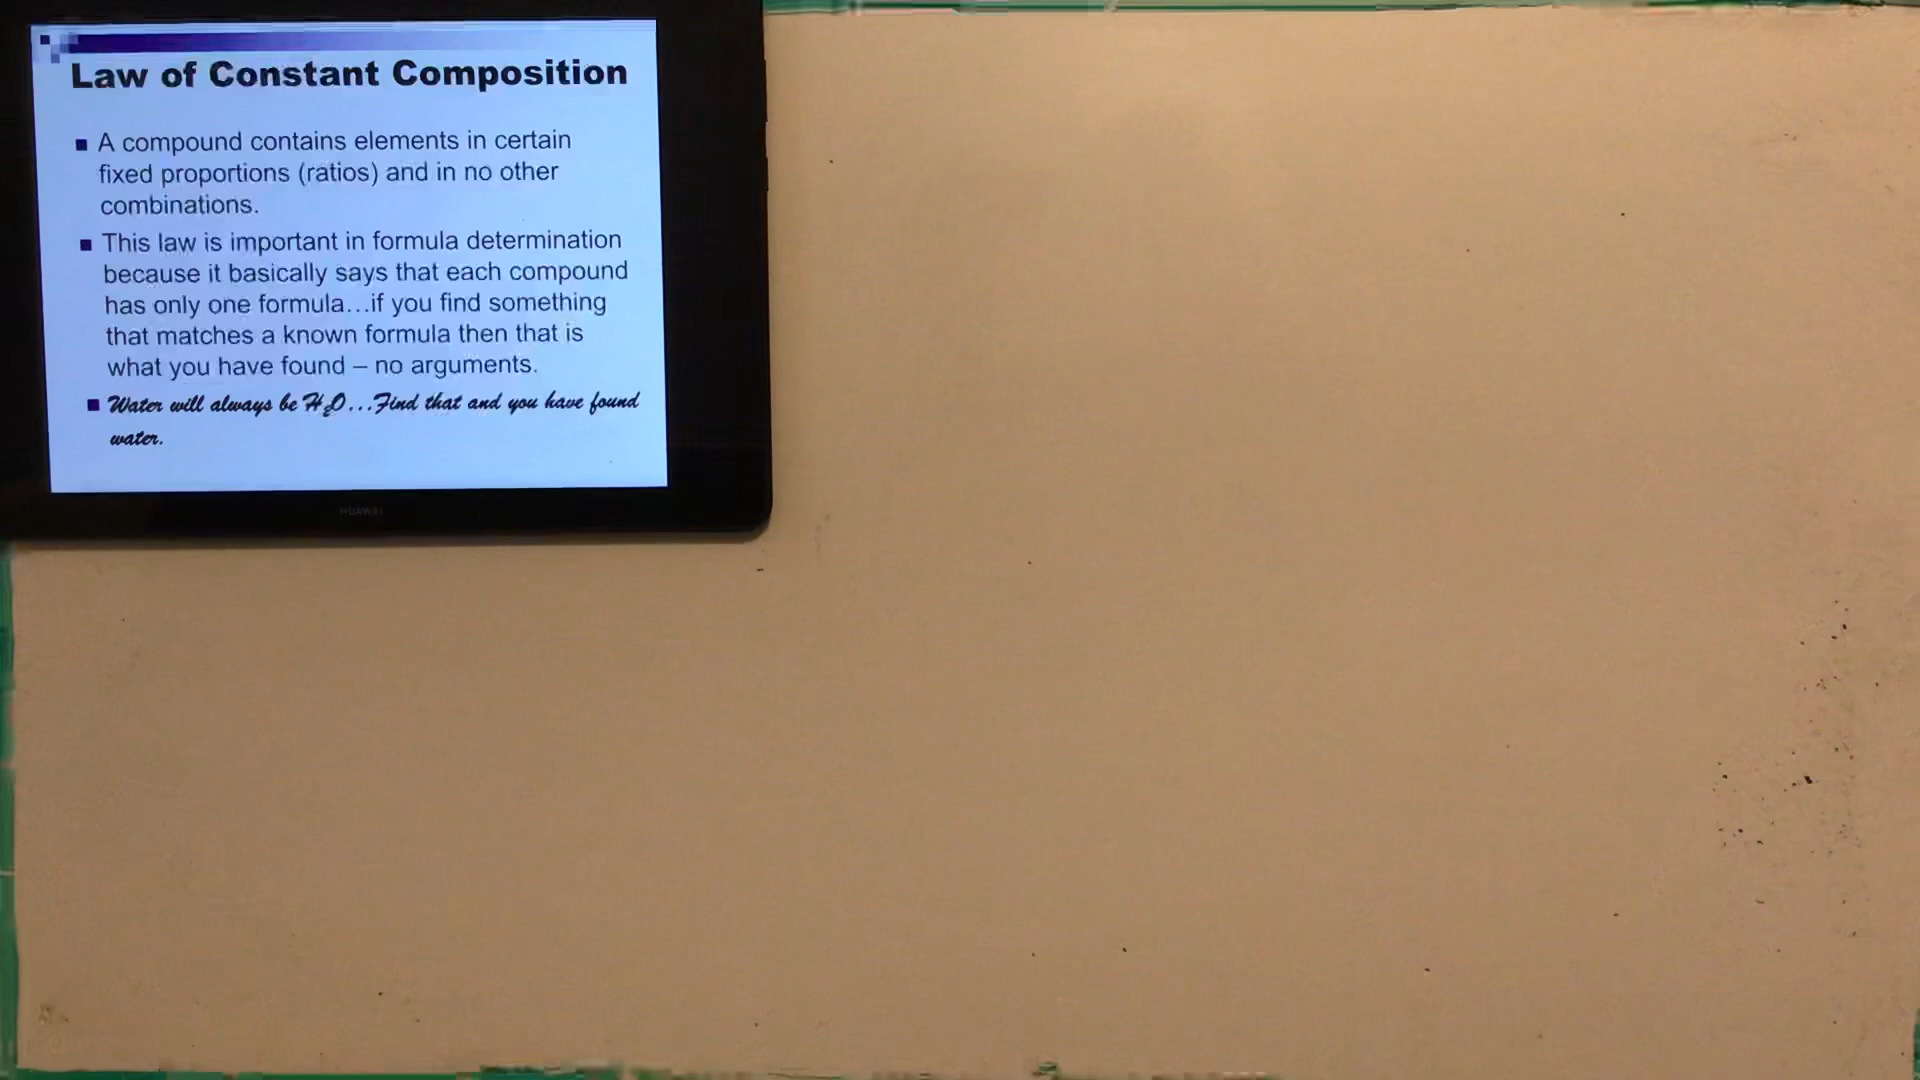 Law of Constant Composition
■ A compound contains elements in certain
fixed proportions (ratios) and in no other
combinations.
■ This law is important in formula determination
because it basically says that each compound
has only one formula…if you find something
that matches a known formula then that is
what you have found – no arguments.
■ Water will always be H₂O…Find that and you have found
water.
HUAWEI